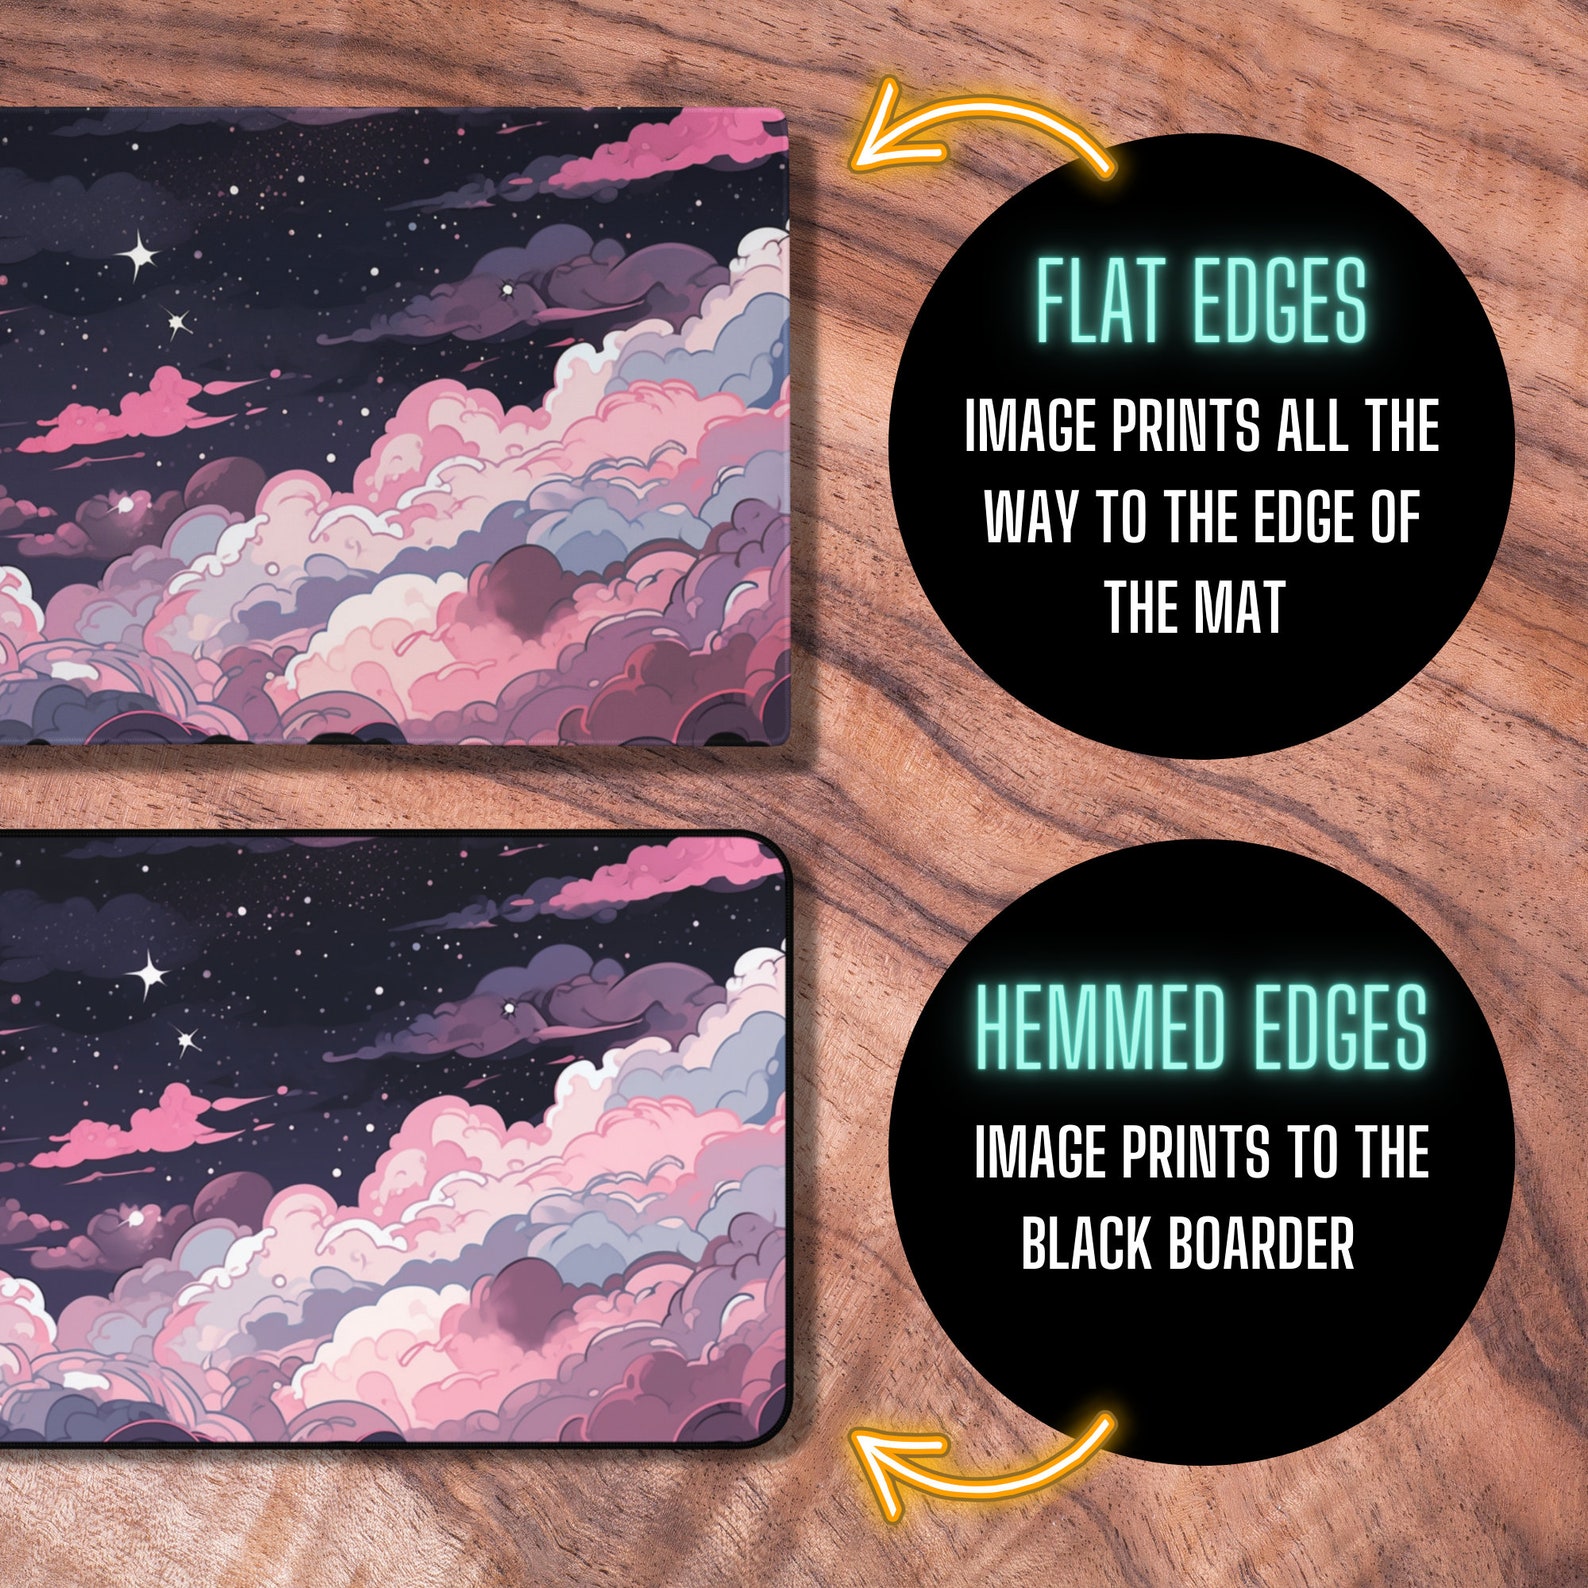 FLAT EDGES
IMAGE PRINTS ALL THE
WAY TO THE EDGE OF
THE MAT
HEMMED EDGES
IMAGE PRINTS TO THE
BLACK BOARDER